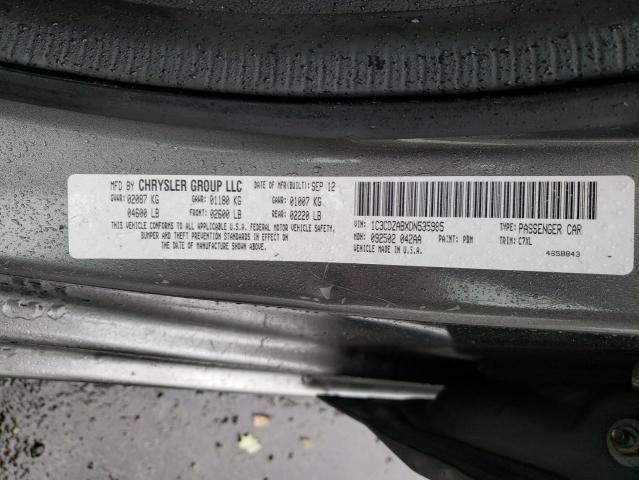 MFD BY CHRYSLER GROUP LLC DATE OF MFR(BUILT): SEP 12
GVWR: 02087 KG GAWR: 01180 KG GAWR: 01007 KG
04600 LB FRONT: 02600 LB REAR: 02220 LB
THIS VEHICLE CONFORMS TO ALL APPLICABLE U.S.A. FEDERAL MOTOR VEHICLE SAFETY,
BUMPER AND THEFT PREVENTION STANDARDS IN EFFECT ON
THE DATE OF MANUFACTURE SHOWN ABOVE.
VIN: 1C3CDZABXDN535985 TYPE: PASSENGER CAR
MDH: 092502 042AA PAINT: PDM TRIM: C7XL
VEHICLE MADE IN U.S.A. 4658843